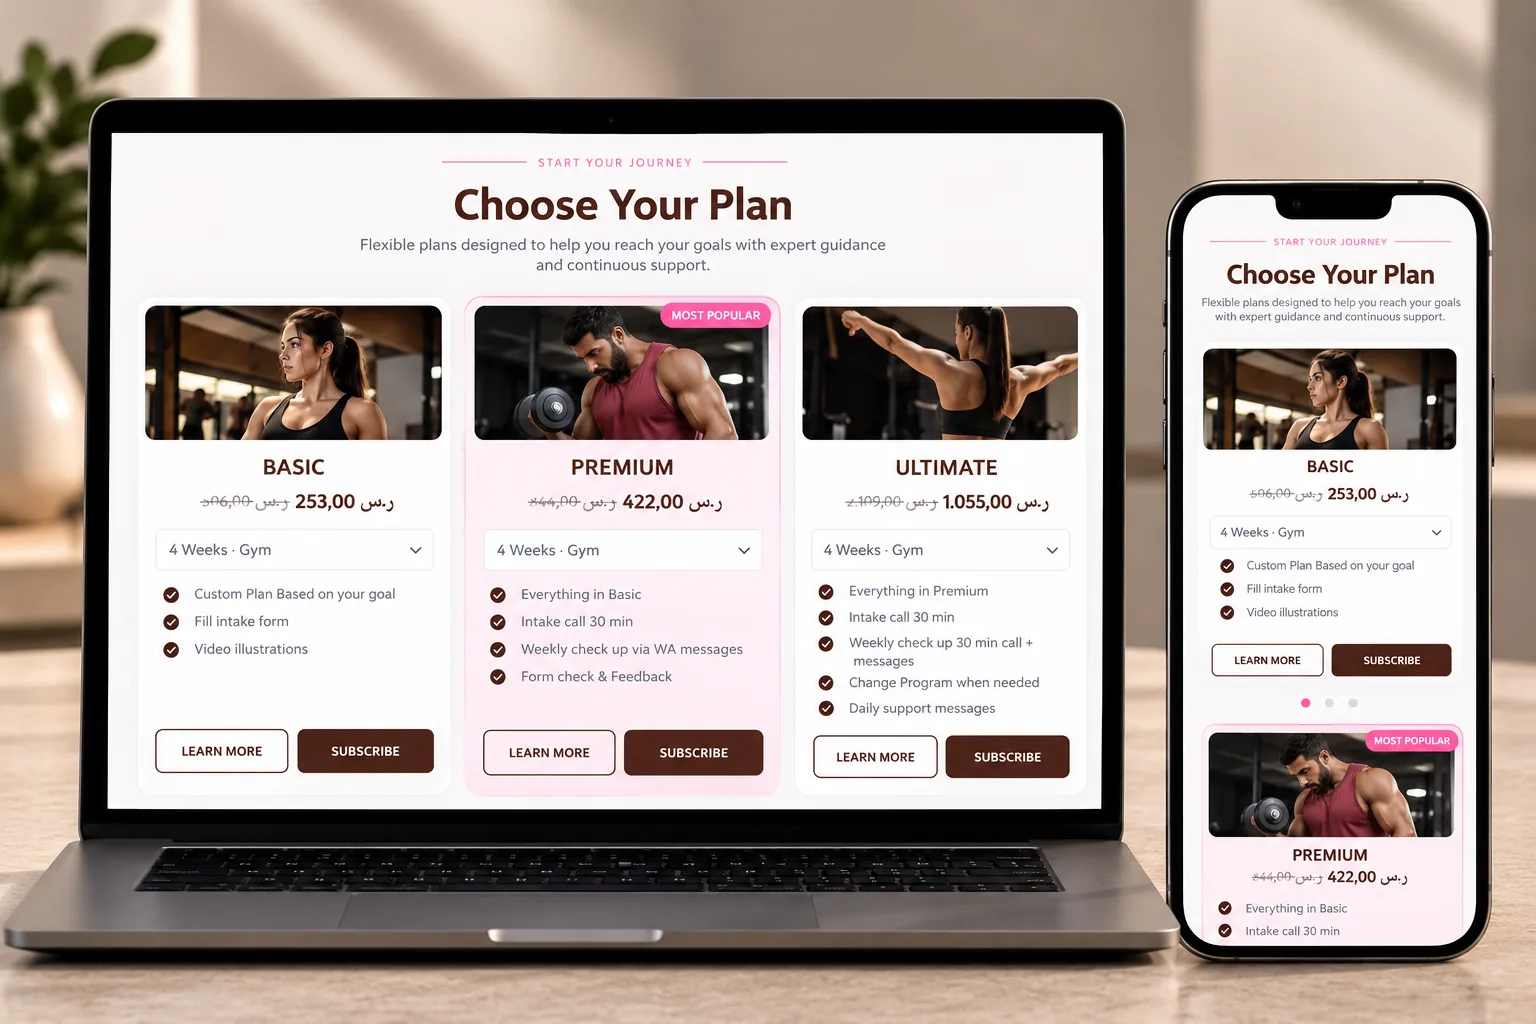 START YOUR JOURNEY
Choose Your Plan
Flexible plans designed to help you reach your goals with expert guidance
and continuous support.
BASIC
506,00 ر.س 253,00 ر.س
4 Weeks · Gym
Custom Plan Based on your goal
Fill intake form
Video illustrations
LEARN MORE
SUBSCRIBE
MOST POPULAR
PREMIUM
844,00 ر.س 422,00 ر.س
4 Weeks · Gym
Everything in Basic
Intake call 30 min
Weekly check up via WA messages
Form check & Feedback
LEARN MORE
SUBSCRIBE
ULTIMATE
2.109,00 ر.س 1.055,00 ر.س
4 Weeks · Gym
Everything in Premium
Intake call 30 min
Weekly check up 30 min call +
messages
Change Program when needed
Daily support messages
LEARN MORE
SUBSCRIBE
START YOUR JOURNEY
Choose Your Plan
Flexible plans designed to help you reach your goals
with expert guidance and continuous support.
BASIC
506,00 ر.س 253,00 ر.س
4 Weeks · Gym
Custom Plan Based on your goal
Fill intake form
Video illustrations
LEARN MORE
SUBSCRIBE
MOST POPULAR
PREMIUM
844,00 ر.س 422,00 ر.س
Everything in Basic
Intake call 30 min